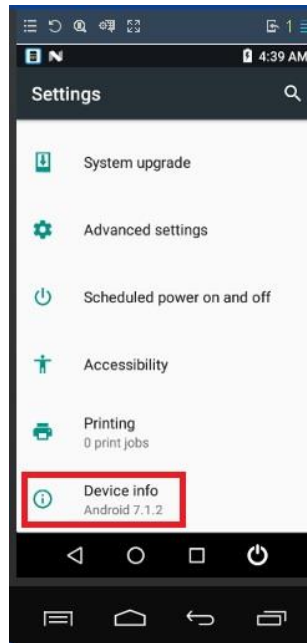 1
4:39 AM
Settings
System upgrade
Advanced settings
Scheduled power on and off
Accessibility
Printing
0 print jobs
Device info
Android 7.1.2